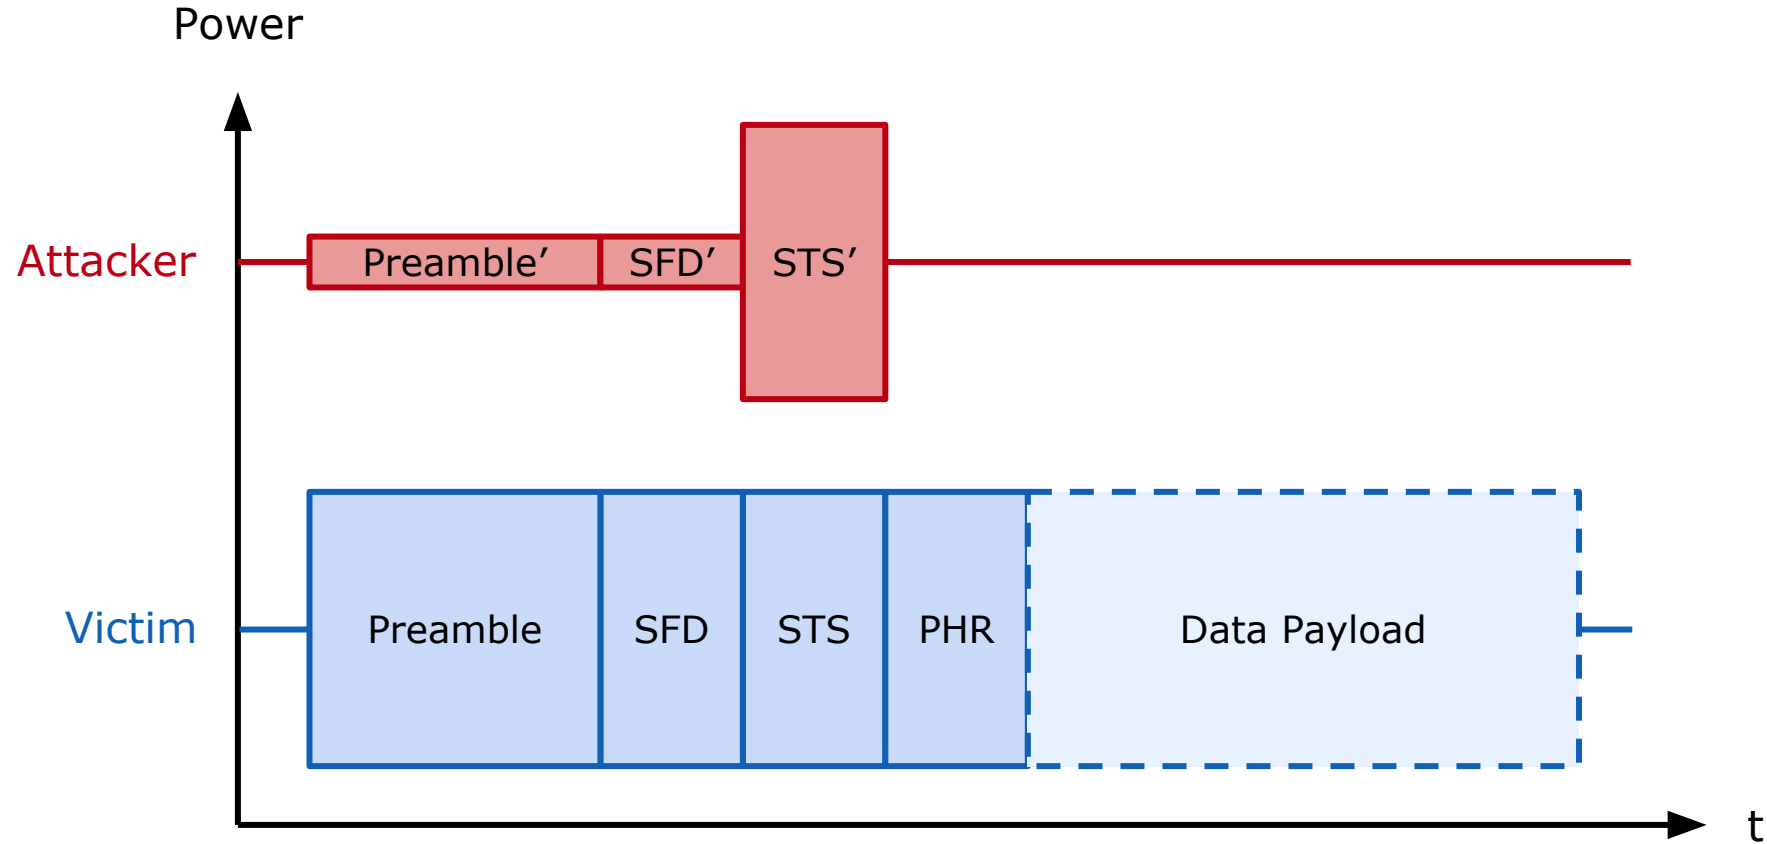 Power
Attacker
Preamble’
SFD’
STS’
Victim
Preamble
SFD
STS
PHR
Data Payload
t